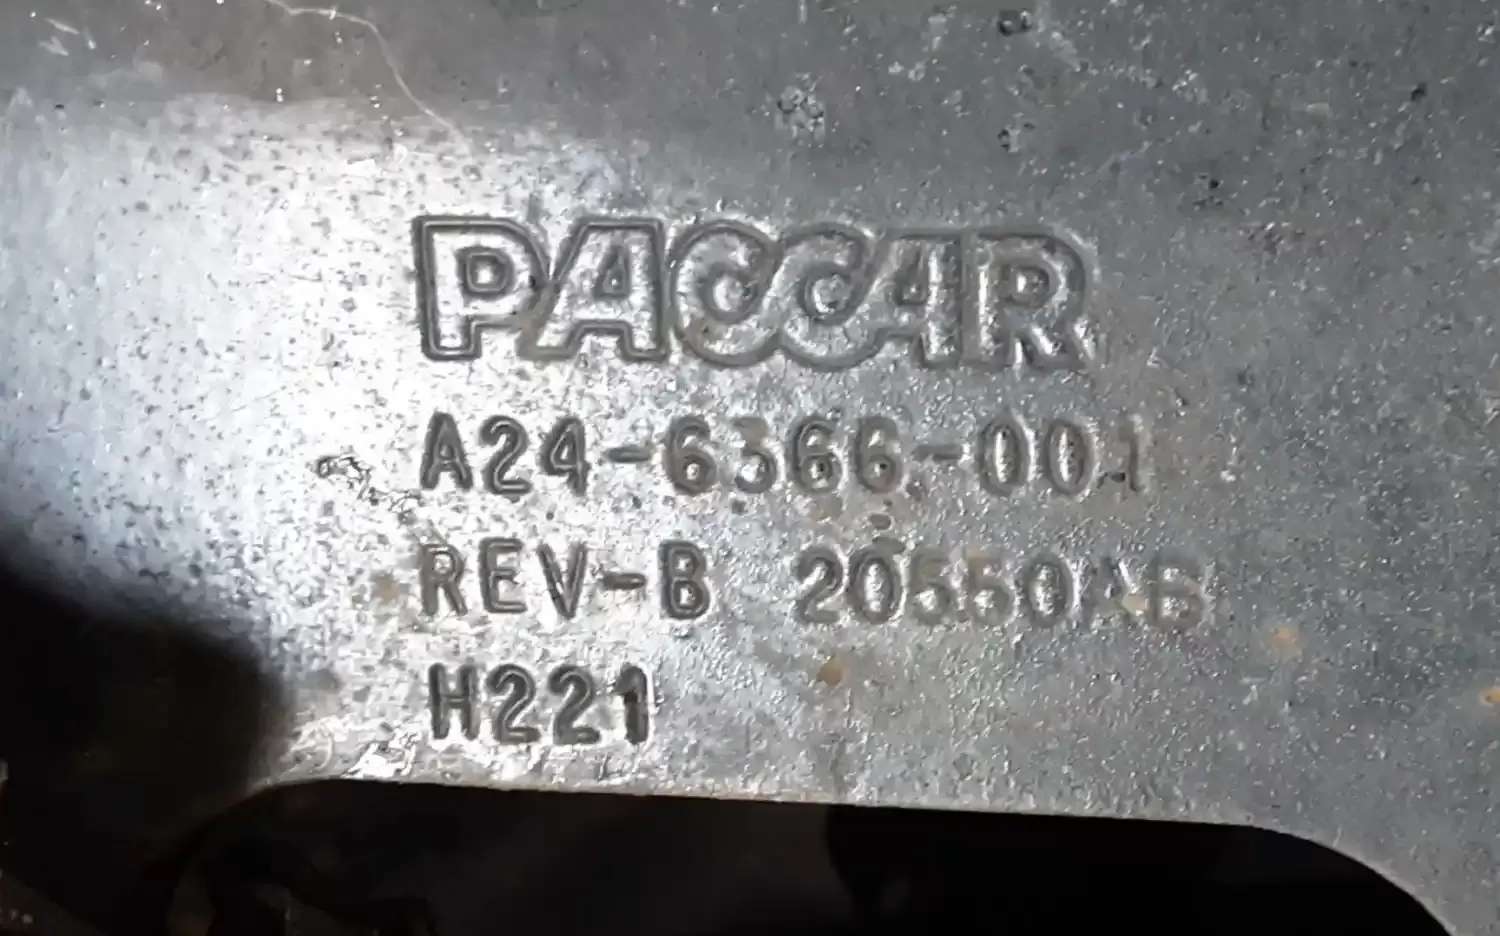 PACCAR
A24-6366-001
REV-B 20550AB
H221